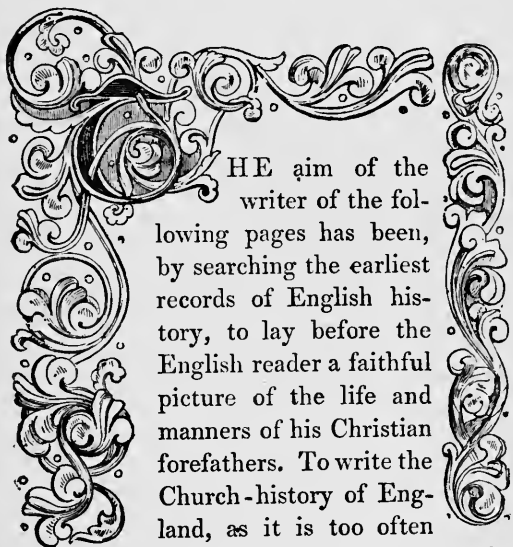 THE aim of the
writer of the fol-
lowing pages has been,
by searching the earliest
records of English his-
tory, to lay before the
English reader a faithful
picture of the life and
manners of his Christian
forefathers. To write the
Church-history of Eng-
land, as it is too often